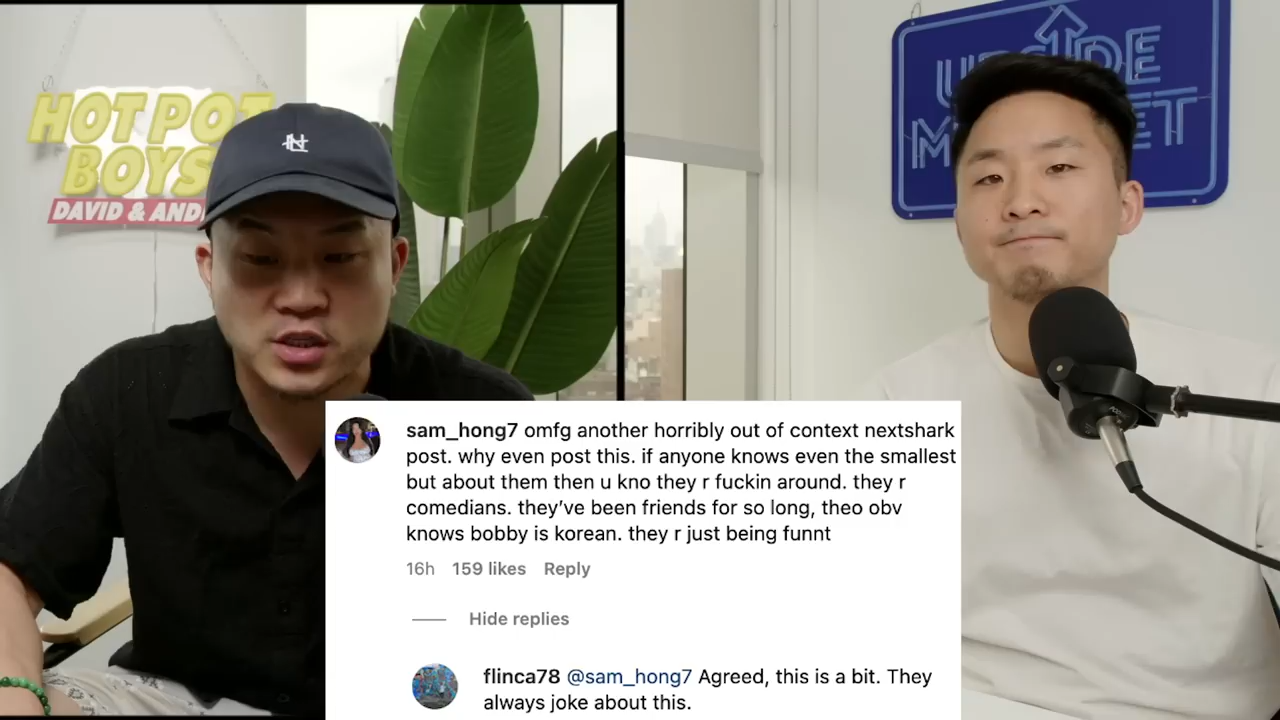 HOT POT
BOYS
DAVID & AND
UPSIDE
M
ET
sam_hong7 omfg another horribly out of context nextshark
post. why even post this. if anyone knows even the smallest
but about them then u kno they r fuckin around. they r
comedians. they’ve been friends for so long, theo obv
knows bobby is korean. they r just being funnt
16h 159 likes Reply
Hide replies
flinca78 @sam_hong7 Agreed, this is a bit. They
always joke about this.